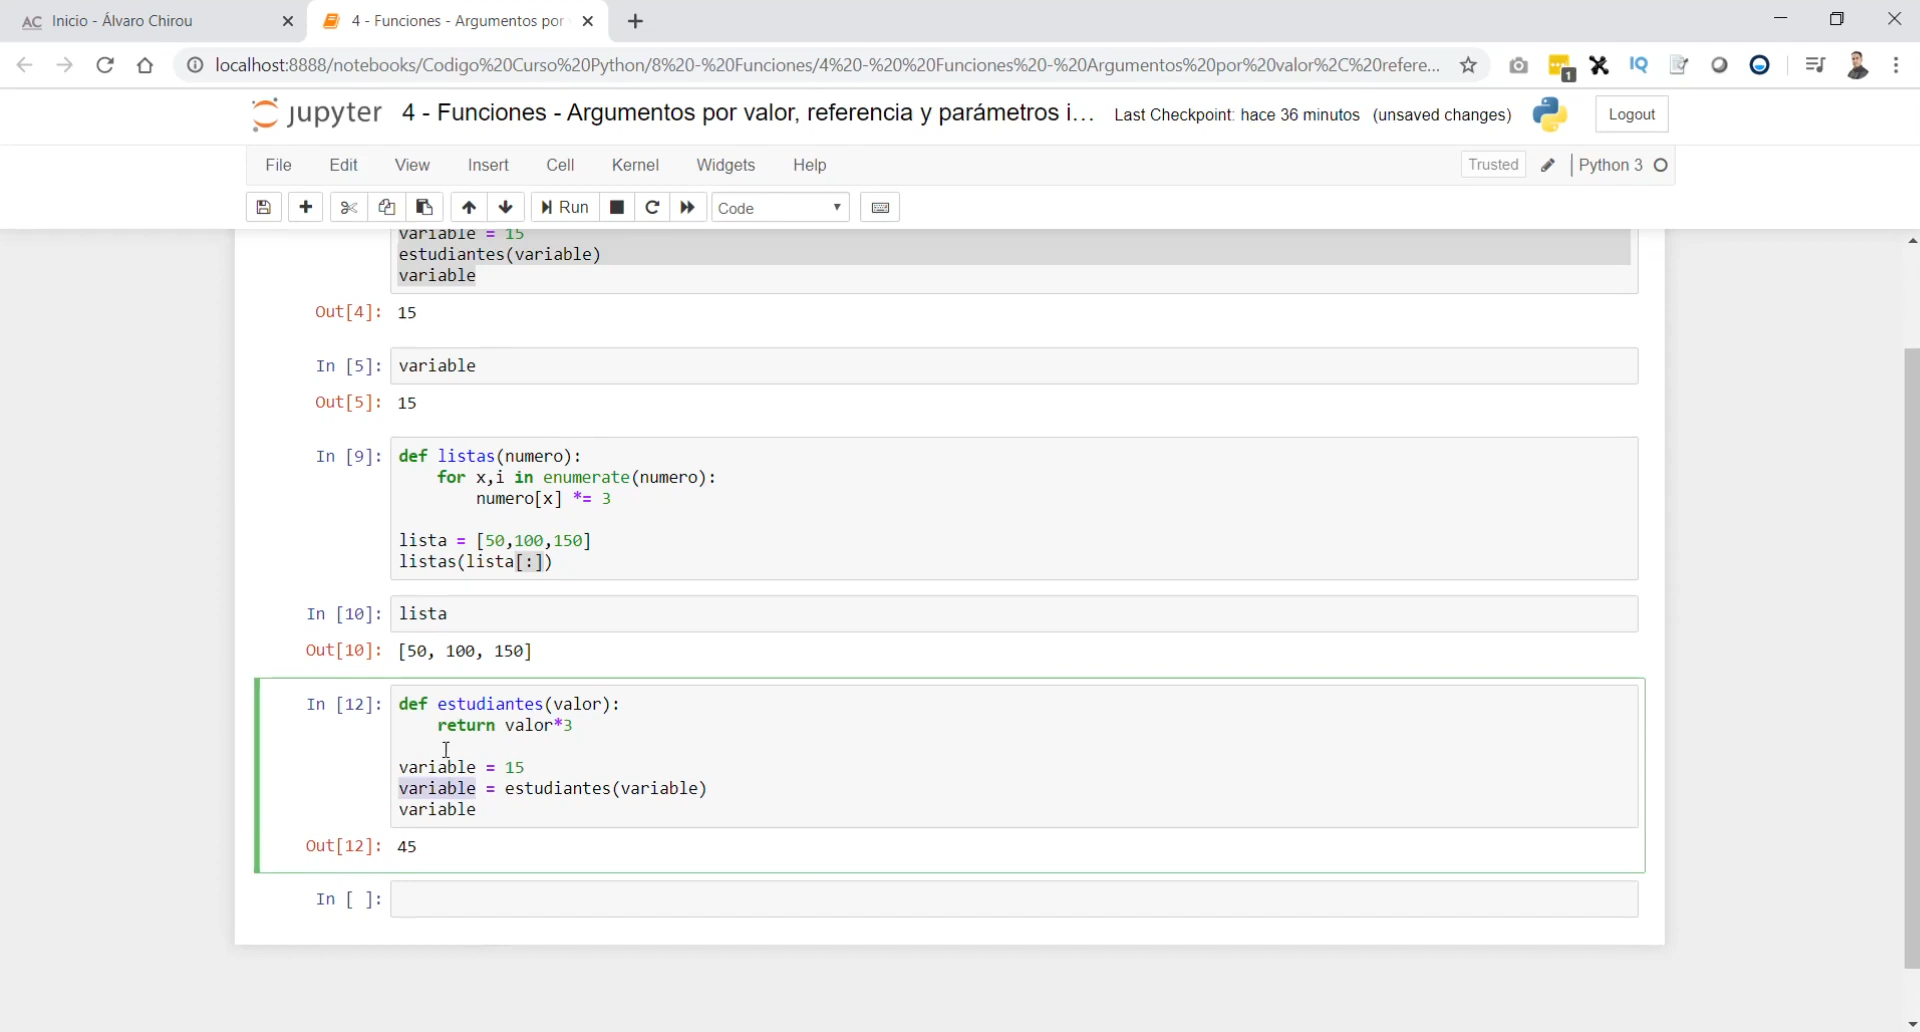 AC Inicio - Álvaro Chirou
4 - Funciones - Argumentos por
localhost:8888/notebooks/Codigo%20Curso%20Python/8%20-%20Funciones/4%20-%20%20Funciones%20-%20Argumentos%20por%20valor%2C%20refere...
IQ
1
jupyter 4 - Funciones - Argumentos por valor, referencia y parámetros i... Last Checkpoint: hace 36 minutos (unsaved changes) Logout
File Edit View Insert Cell Kernel Widgets Help Trusted Python 3
Run Code
variable = 15
estudiantes(variable)
variable
Out[4]: 15
In [5]: variable
Out[5]: 15
In [9]: def listas(numero):
for x,i in enumerate(numero):
numero[x] *= 3
lista = [50,100,150]
listas(lista[:])
In [10]: lista
Out[10]: [50, 100, 150]
In [12]: def estudiantes(valor):
return valor*3
variable = 15
variable = estudiantes(variable)
variable
Out[12]: 45
In [ ]: